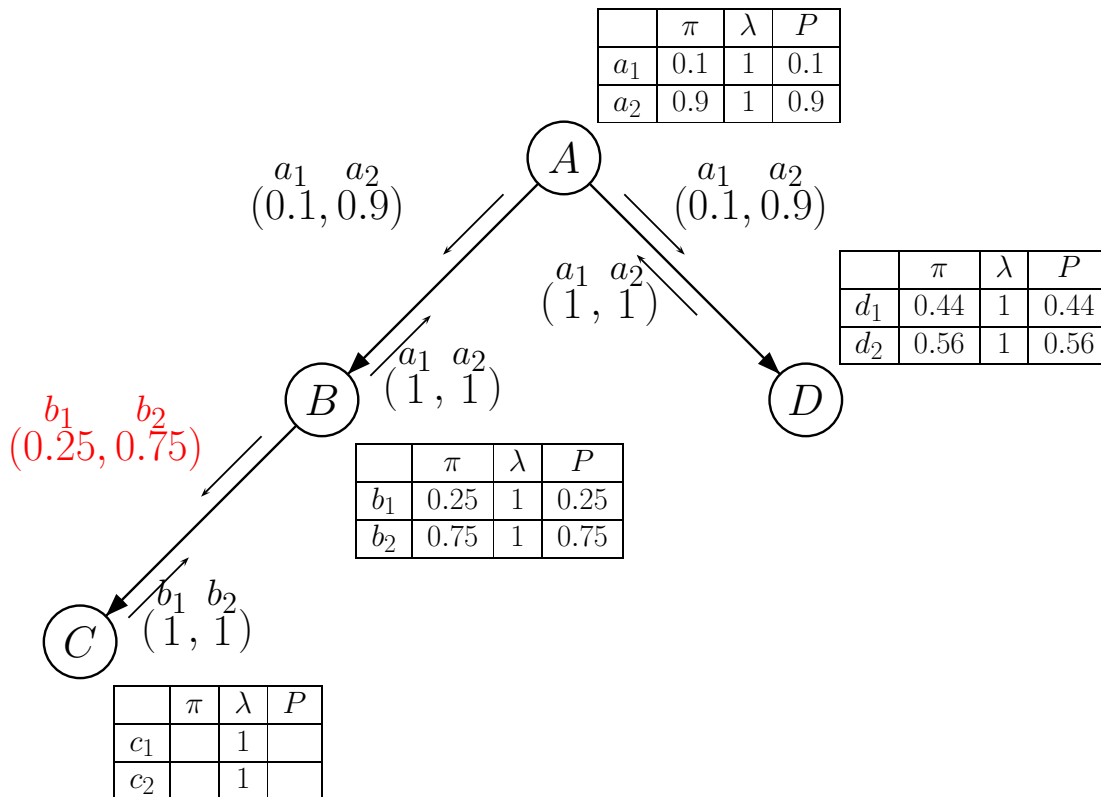 π λ P
a₁ 0.1 1 0.1
a₂ 0.9 1 0.9
A
a₁ a₂
(0.1, 0.9)
a₁ a₂
(0.1, 0.9)
a₁ a₂
(1, 1)
π λ P
d₁ 0.44 1 0.44
d₂ 0.56 1 0.56
a₁ a₂
(1, 1)
B
D
b₁ b₂
(0.25, 0.75)
π λ P
b₁ 0.25 1 0.25
b₂ 0.75 1 0.75
b₁ b₂
(1, 1)
C
π λ P
c₁ 1
c₂ 1